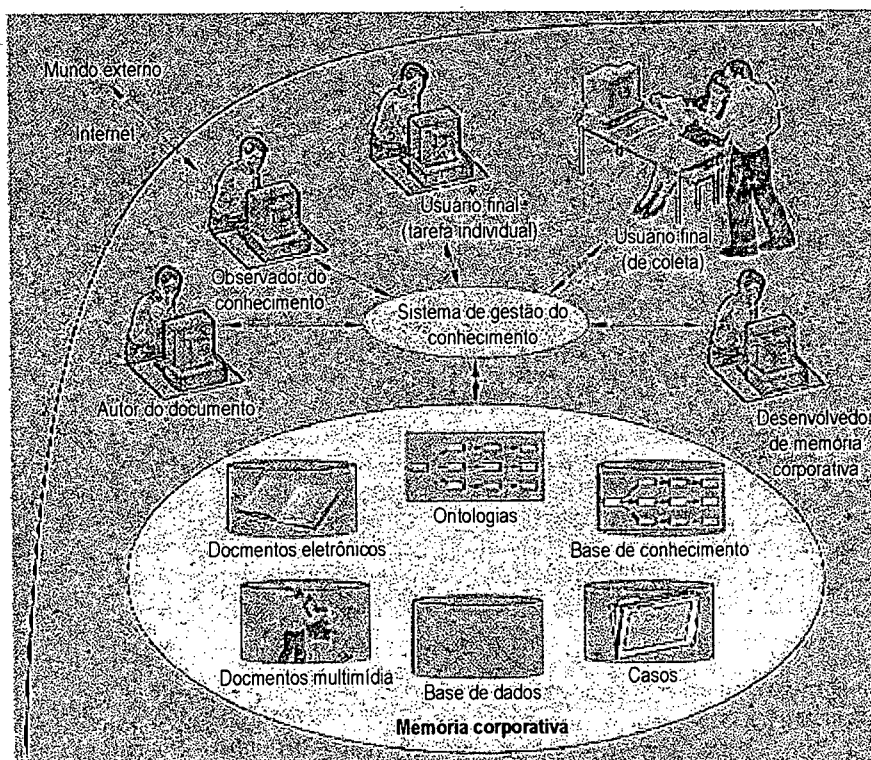 Mundo externo
Internet
Usuário final
(tarefa individual)
Usuário final
(de coleta)
Observador do
conhecimento
Sistema de gestão do
conhecimento
Autor do documento
Desenvolvedor
de memória
corporativa
Ontologias
Docmentos eletrônicos
Base de conhecimento
Docmentos multimídia
Base de dados
Casos
Memória corporativa